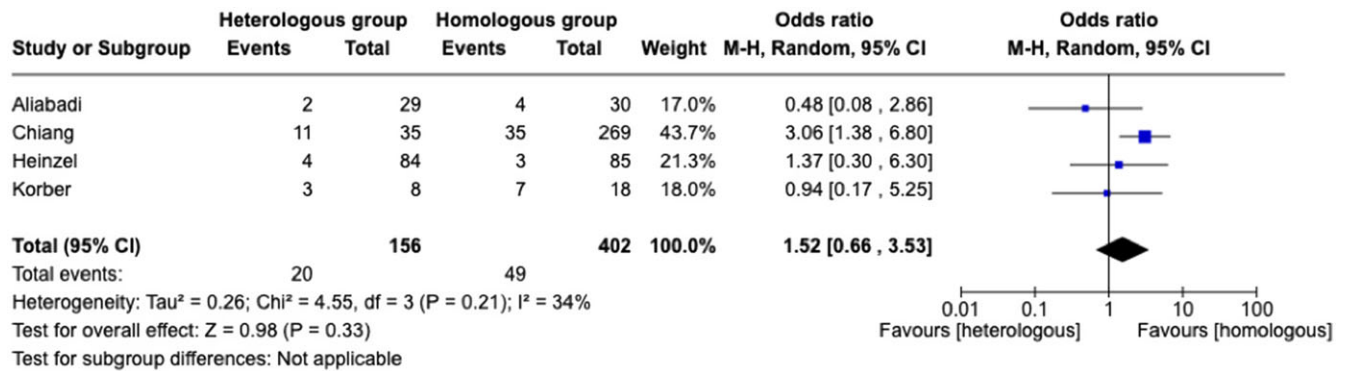 Heterologous group Homologous group Odds ratio Odds ratio
Study or Subgroup Events Total Events Total Weight M-H, Random, 95% CI M-H, Random, 95% CI
Aliabadi 2 29 4 30 17.0% 0.48 [0.08 , 2.86]
Chiang 11 35 35 269 43.7% 3.06 [1.38 , 6.80]
Heinzel 4 84 3 85 21.3% 1.37 [0.30 , 6.30]
Korber 3 8 7 18 18.0% 0.94 [0.17 , 5.25]
Total (95% CI) 156 402 100.0% 1.52 [0.66 , 3.53]
Total events: 20 49
Heterogeneity: Tau² = 0.26; Chi² = 4.55, df = 3 (P = 0.21); I² = 34%
0.01 0.1 1 10 100
Test for overall effect: Z = 0.98 (P = 0.33) Favours [heterologous] Favours [homologous]
Test for subgroup differences: Not applicable